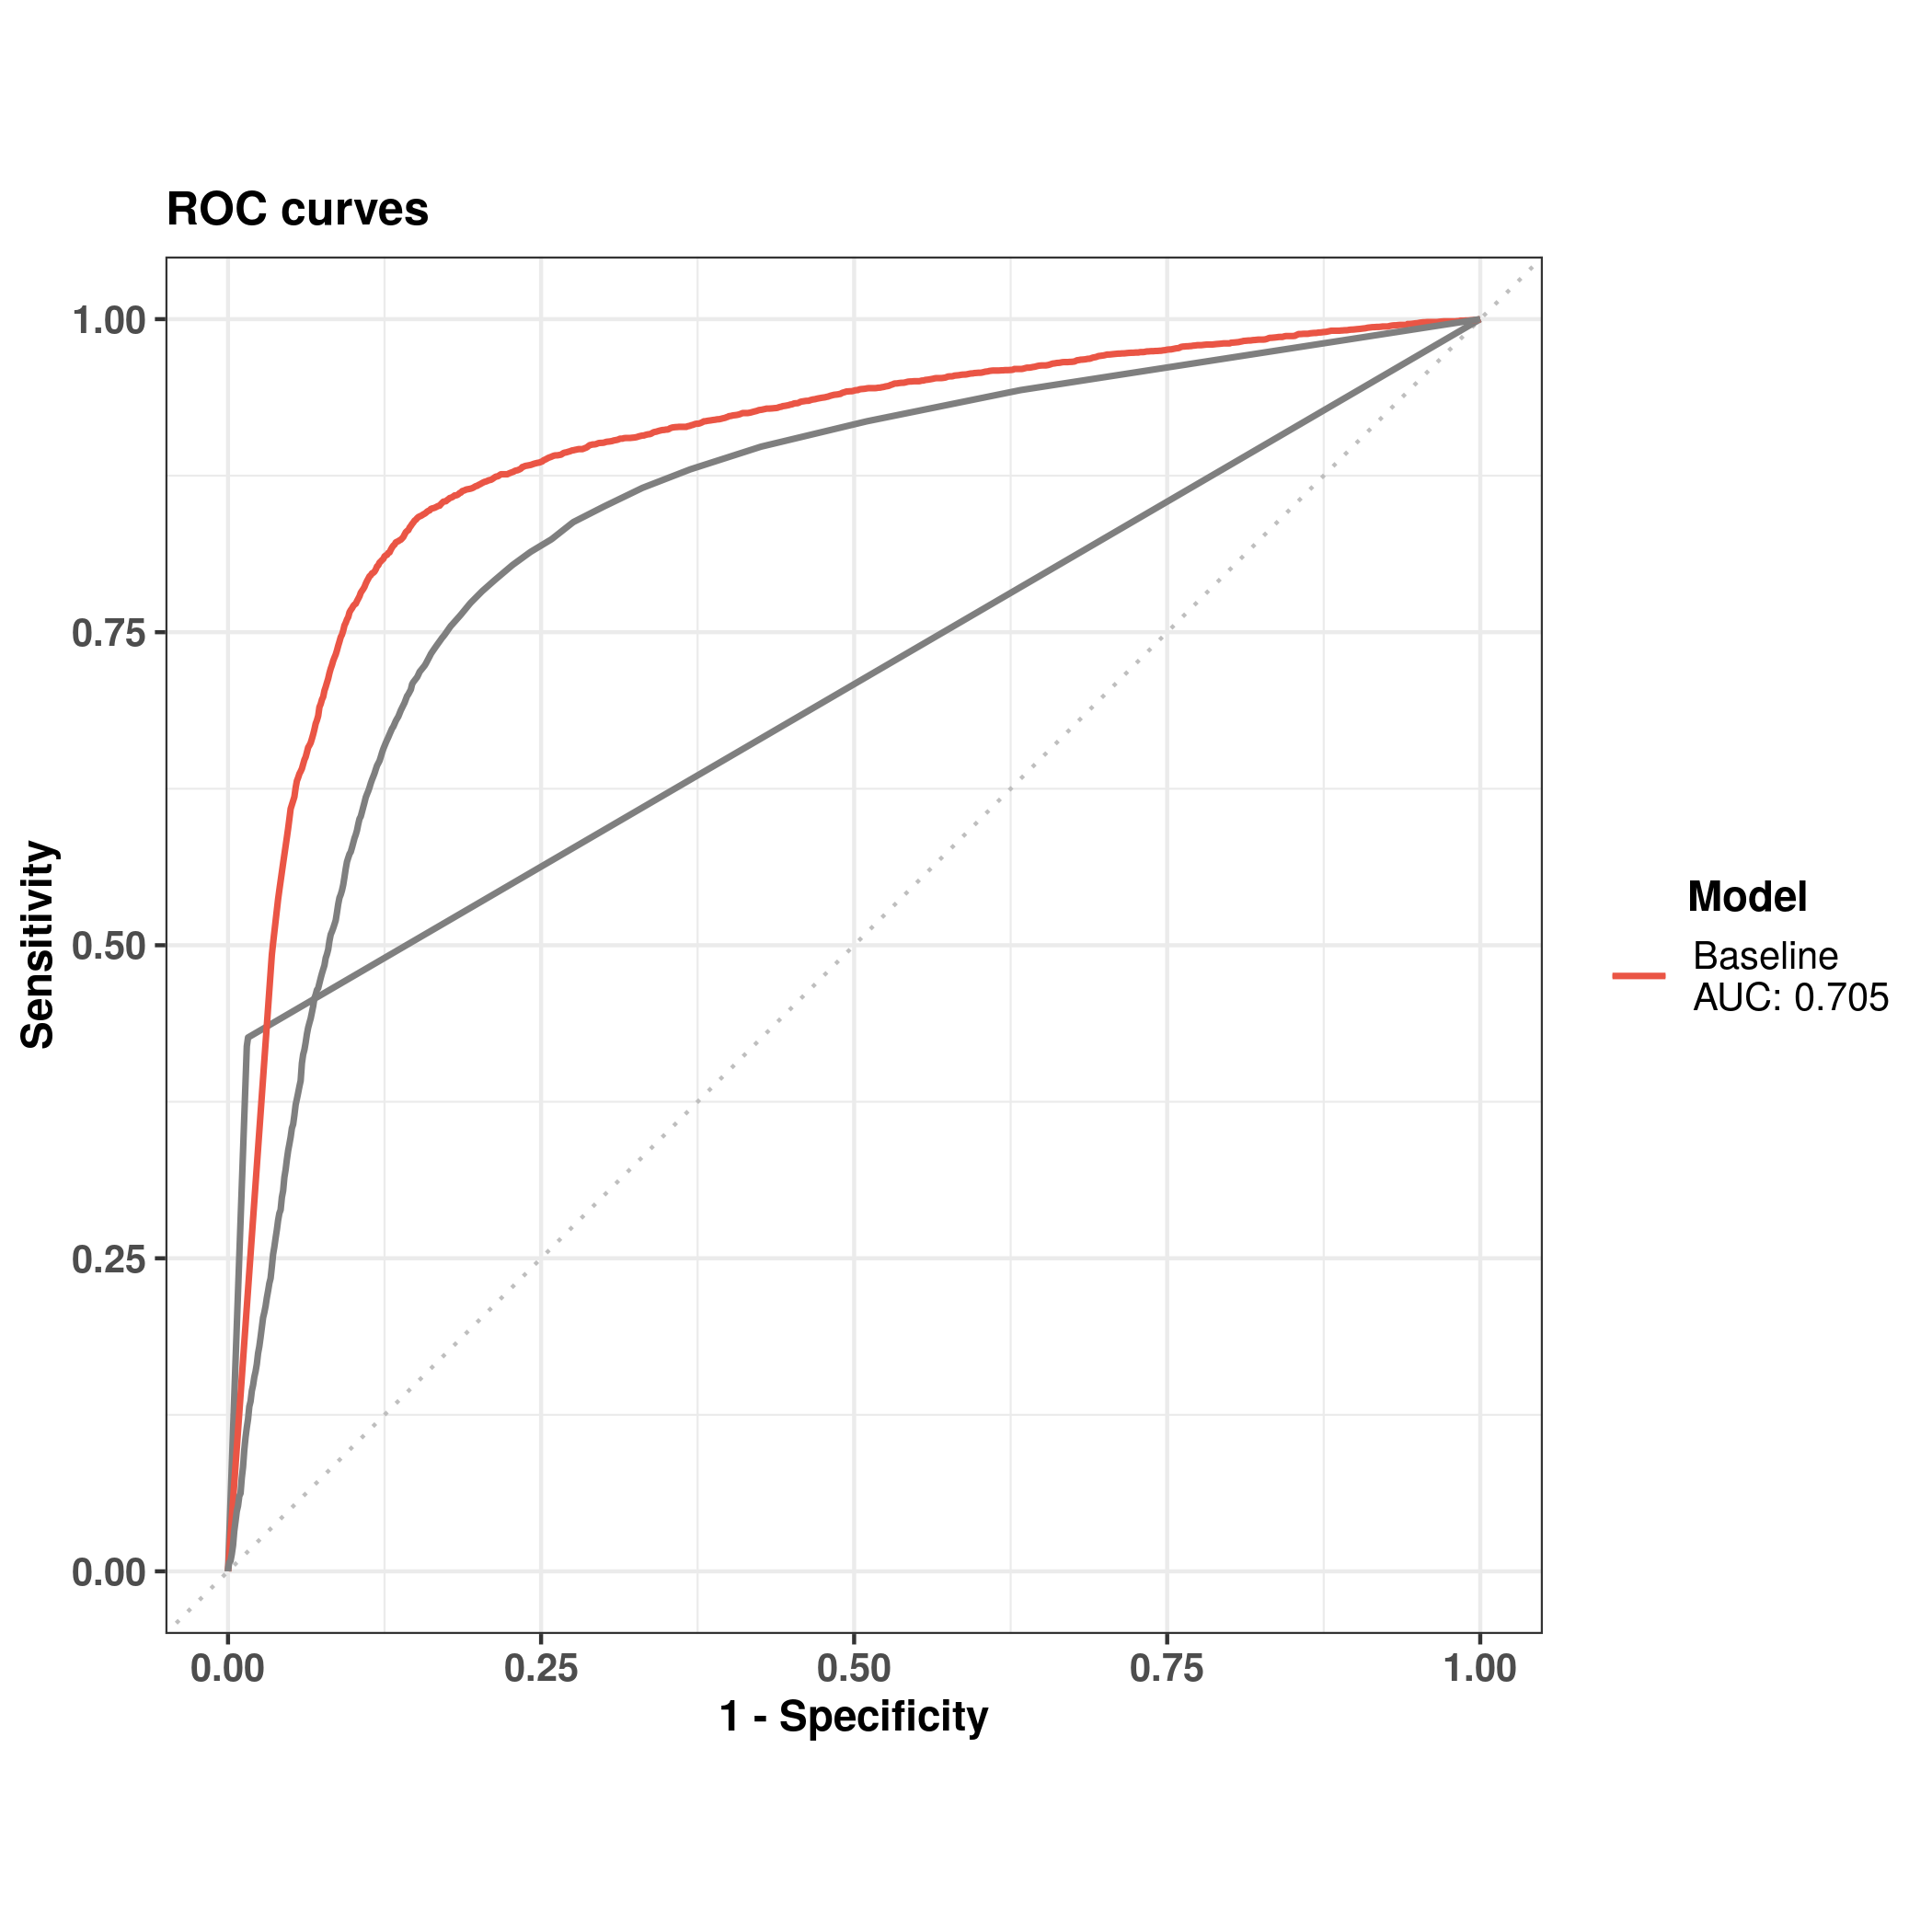 ROC curves
1.00
0.75
0.50
0.25
0.00
Sensitivity
0.00 0.25 0.50 0.75 1.00
1 - Specificity
Model
Baseline
AUC: 0.705